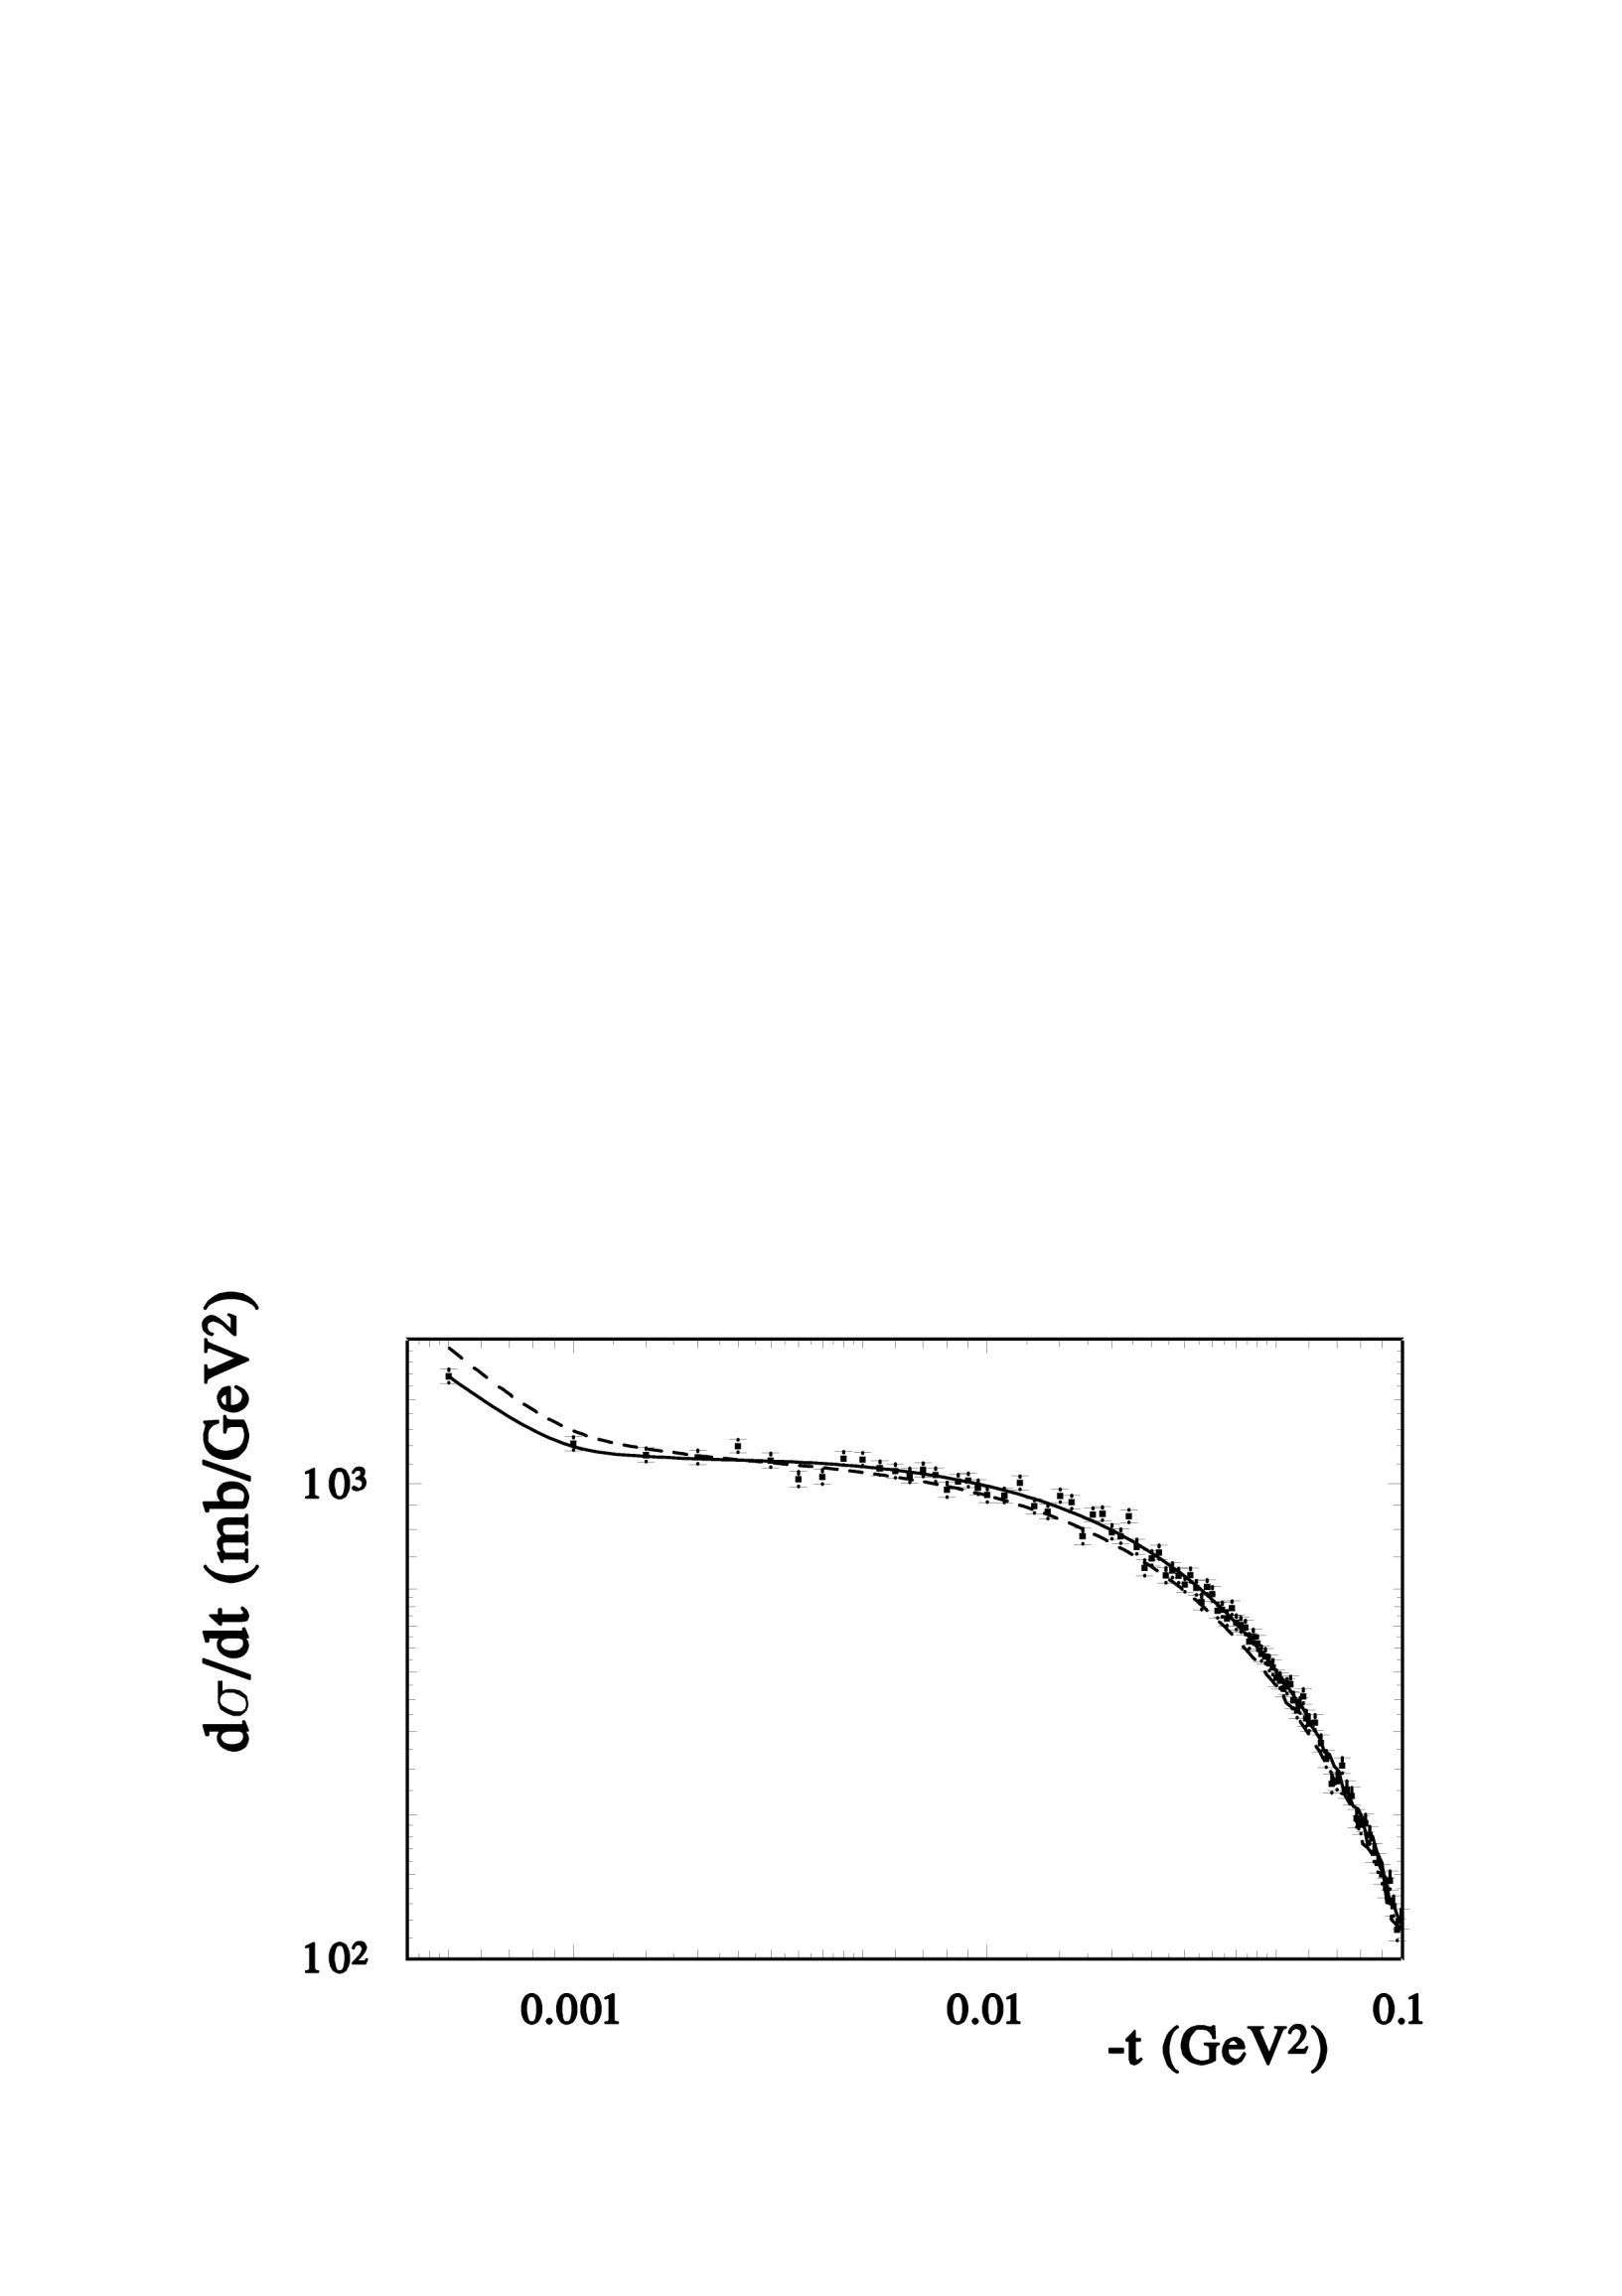 dσ/dt (mb/GeV2)
103
102
0.001 0.01 0.1
-t (GeV2)